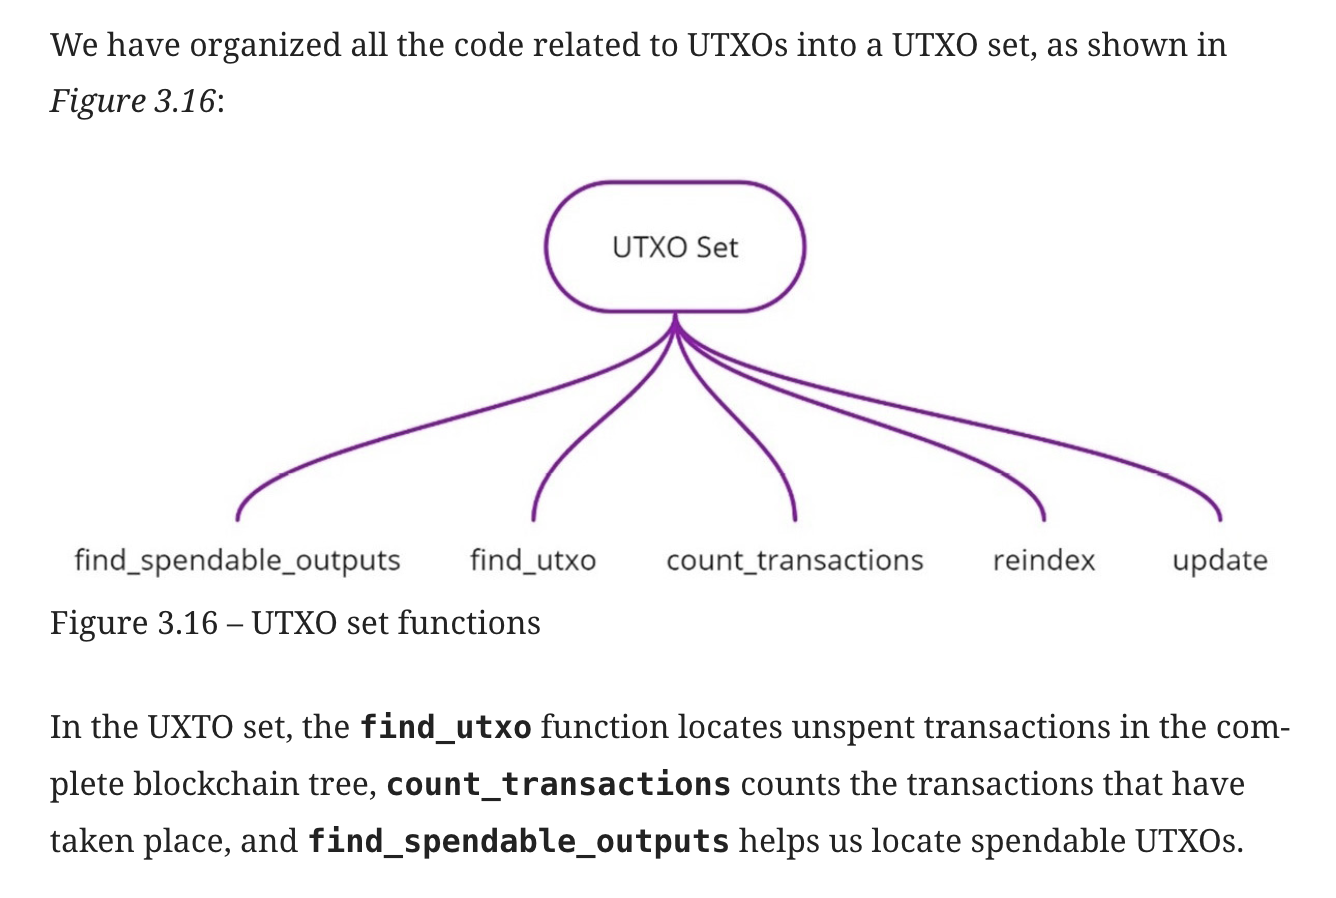 We have organized all the code related to UTXOs into a UTXO set, as shown in
Figure 3.16:
UTXO Set
find_spendable_outputs find_utxo count_transactions reindex update
Figure 3.16 – UTXO set functions
In the UXTO set, the find_utxo function locates unspent transactions in the com-
plete blockchain tree, count_transactions counts the transactions that have
taken place, and find_spendable_outputs helps us locate spendable UTXOs.